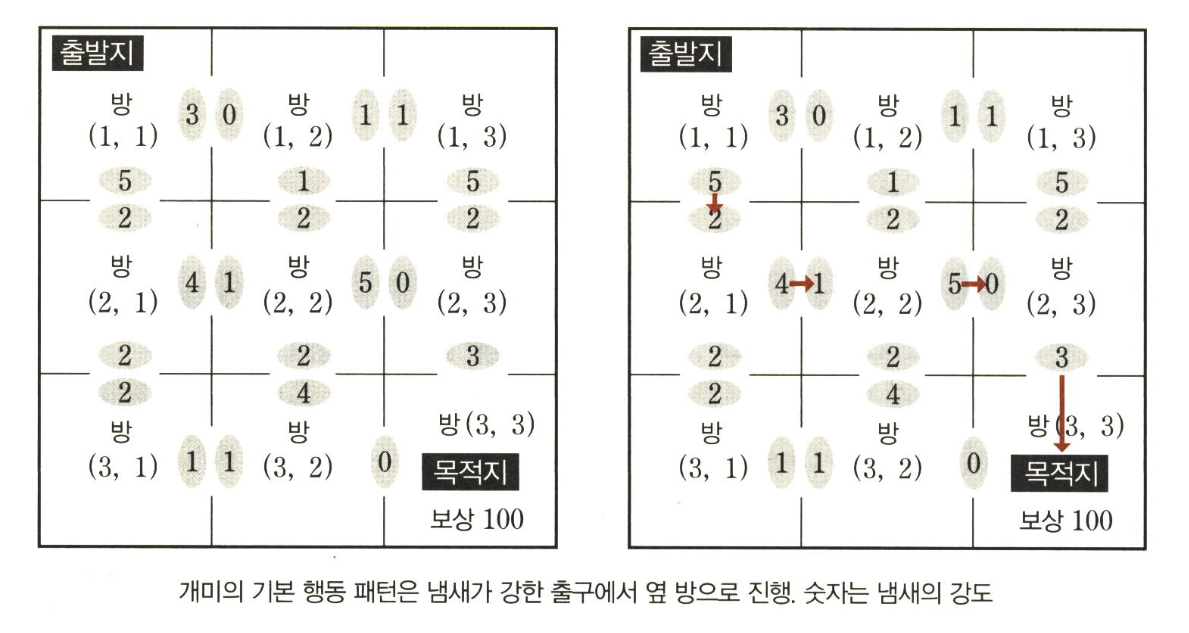 출발지
방 3 0 방 1 1 방
(1, 1) (1, 2) (1, 3)
5 1 5
2 2 2
방 4 1 방 5 0 방
(2, 1) (2, 2) (2, 3)
2 2 3
2 4
방 방 방(3, 3)
(3, 1) 1 1 (3, 2) 0 목적지
보상 100
출발지
방 3 0 방 1 1 방
(1, 1) (1, 2) (1, 3)
5 1 5
2 2 2
방 4 1 방 5 0 방
(2, 1) (2, 2) (2, 3)
2 2 3
2 4
방 방 방(3, 3)
(3, 1) 1 1 (3, 2) 0 목적지
보상 100
개미의 기본 행동 패턴은 냄새가 강한 출구에서 옆 방으로 진행. 숫자는 냄새의 강도